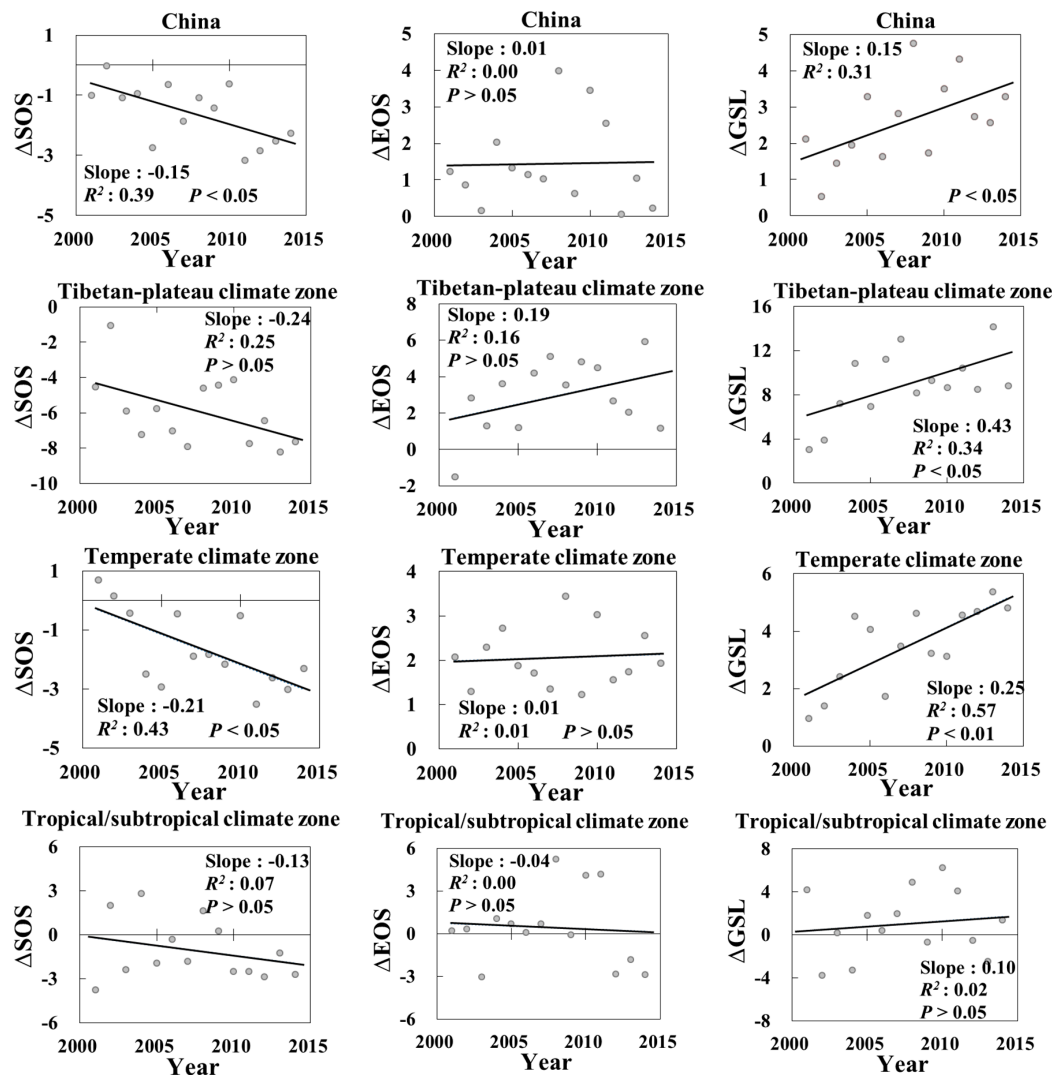 China
1
-1
-3
-5
ΔSOS
Slope : -0.15
R² : 0.39 P < 0.05
2000 2005 2010 2015
Year
China
5
4
3
2
1
0
ΔEOS
Slope : 0.01
R² : 0.00
P > 0.05
2000 2005 2010 2015
Year
China
5
4
3
2
1
0
ΔGSL
Slope : 0.15
R² : 0.31
P < 0.05
2000 2005 2010 2015
Year
Tibetan-plateau climate zone
0
-2
-4
-6
-8
-10
ΔSOS
Slope : -0.24
R² : 0.25
P > 0.05
2000 2005 2010 2015
Year
Tibetan-plateau climate zone
8
6
4
2
0
-2
ΔEOS
Slope : 0.19
R² : 0.16
P > 0.05
2000 2005 2010 2015
Year
Tibetan-plateau climate zone
16
12
8
4
0
ΔGSL
Slope : 0.43
R² : 0.34
P < 0.05
2000 2005 2010 2015
Year
Temperate climate zone
1
-1
-3
-5
ΔSOS
Slope : -0.21
R² : 0.43 P < 0.05
2000 2005 2010 2015
Year
Temperate climate zone
4
3
2
1
0
ΔEOS
Slope : 0.01
R² : 0.01 P > 0.05
2000 2005 2010 2015
Year
Temperate climate zone
6
4
2
0
ΔGSL
Slope : 0.25
R² : 0.57
P < 0.01
2000 2005 2010 2015
Year
Tropical/subtropical climate zone
6
3
0
-3
-6
ΔSOS
Slope : -0.13
R² : 0.07
P > 0.05
2000 2005 2010 2015
Year
Tropical/subtropical climate zone
6
3
0
-3
-6
ΔEOS
Slope : -0.04
R² : 0.00
P > 0.05
2000 2005 2010 2015
Year
Tropical/subtropical climate zone
8
4
0
-4
-8
ΔGSL
Slope : 0.10
R² : 0.02
P > 0.05
2000 2005 2010 2015
Year